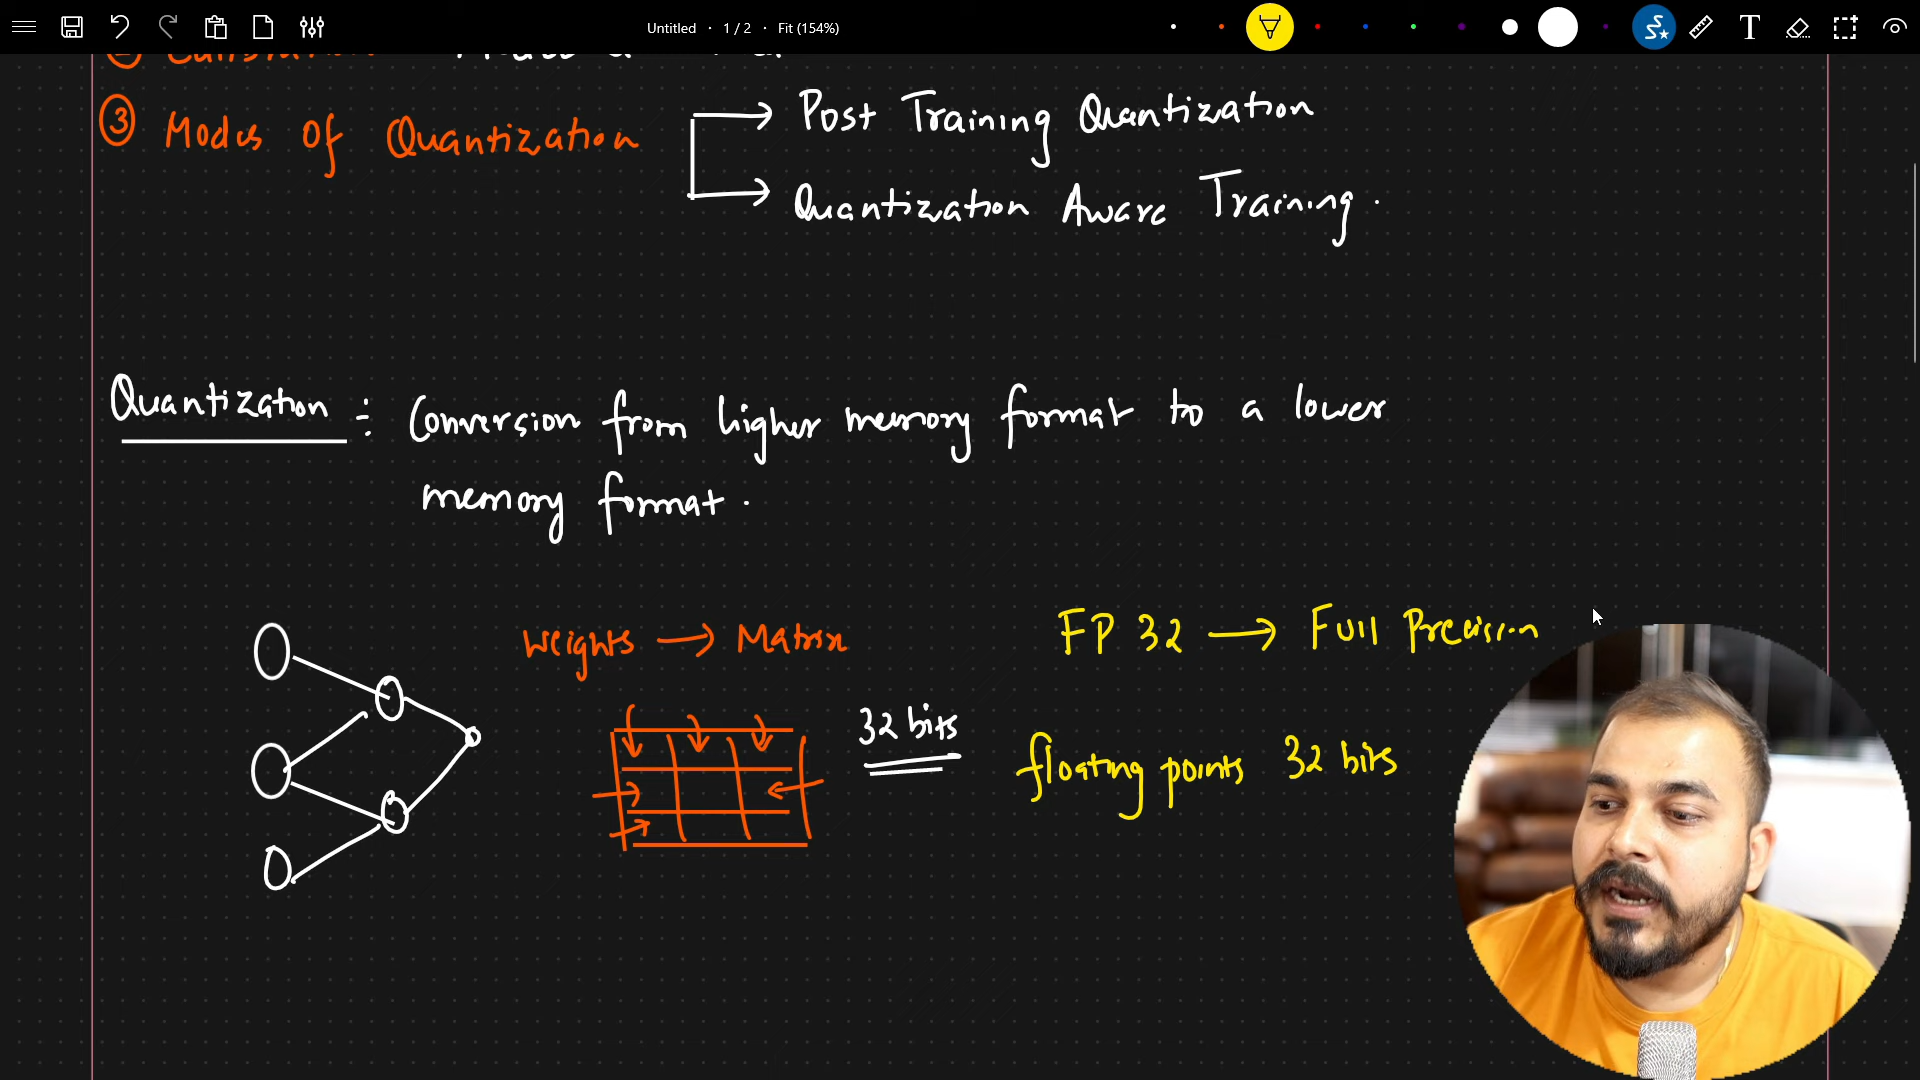 Untitled · 1 / 2 · Fit (154%)
③ Modes Of Quantization
Post Training Quantization
Quantization Aware Training.
Quantization :- Conversion from higher memory format to a lower
memory format.
Weights → Matrix
32 bits
FP 32 → Full Precision
floating points 32 bits